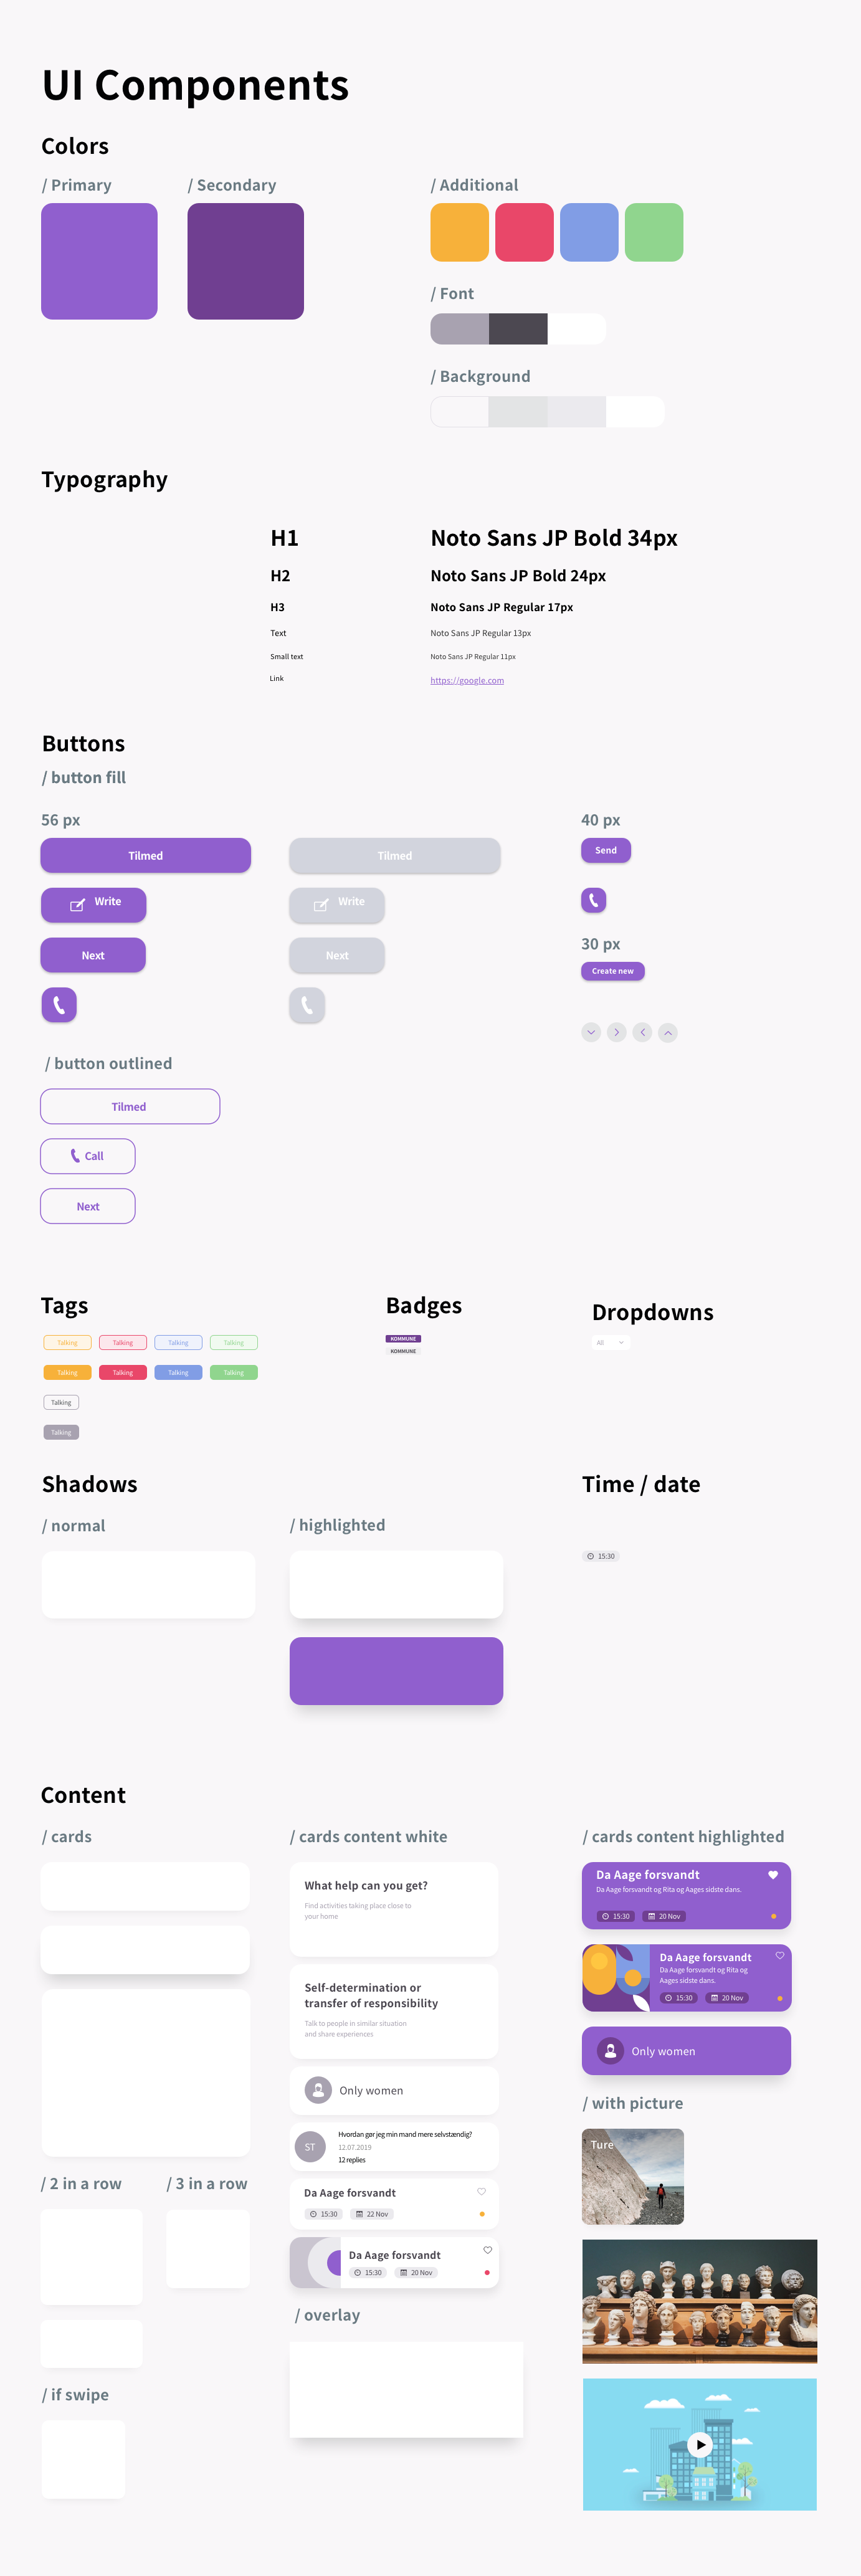 UI Components
Colors
/ Primary
/ Secondary
/ Additional
/ Font
/ Background
Typography
H1
Noto Sans JP Bold 34px
H2
Noto Sans JP Bold 24px
H3
Noto Sans JP Regular 17px
Text
Noto Sans JP Regular 13px
Small text
Noto Sans JP Regular 11px
Link
https://google.com
Buttons
/ button fill
56 px
40 px
Tilmed
Tilmed
Send
Write
Write
30 px
Next
Next
Create new
/ button outlined
Tilmed
Call
Next
Tags
Badges
Dropdowns
Talking
Talking
Talking
Talking
KOMMUNE
All
KOMMUNE
Talking
Talking
Talking
Talking
Talking
Talking
Shadows
Time / date
/ normal
/ highlighted
15:30
Content
/ cards
/ cards content white
/ cards content highlighted
What help can you get?
Find activities taking place close to
your home
Self-determination or
transfer of responsibility
Talk to people in similar situation
and share experiences
Only women
ST
Hvordan gør jeg min mand mere selvstændig?
12.07.2019
12 replies
Da Aage forsvandt
15:30
22 Nov
Da Aage forsvandt
15:30
20 Nov
/ overlay
Da Aage forsvandt
Da Aage forsvandt og Rita og Aages sidste dans.
15:30
20 Nov
Da Aage forsvandt
Da Aage forsvandt og Rita og
Aages sidste dans.
15:30
20 Nov
Only women
/ with picture
Ture
/ 2 in a row
/ 3 in a row
/ if swipe